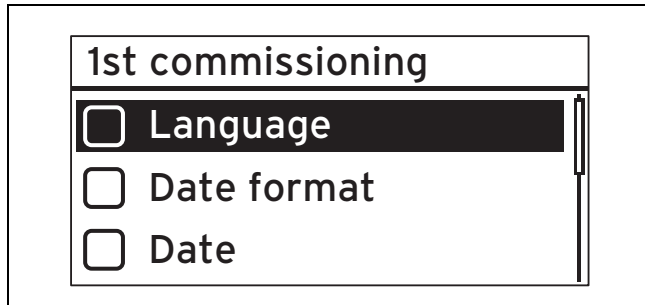 1st commissioning
Language
Date format
Date